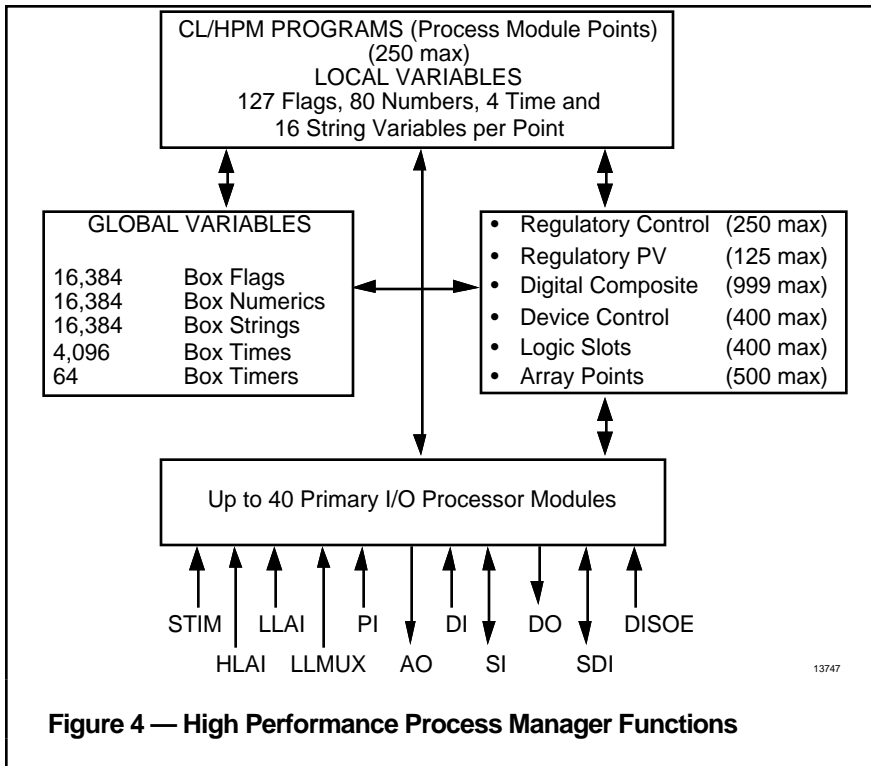 CL/HPM PROGRAMS (Process Module Points)
(250 max)
LOCAL VARIABLES
127 Flags, 80 Numbers, 4 Time and
16 String Variables per Point
GLOBAL VARIABLES
16,384 Box Flags
16,384 Box Numerics
16,384 Box Strings
4,096 Box Times
64 Box Timers
• Regulatory Control (250 max)
• Regulatory PV (125 max)
• Digital Composite (999 max)
• Device Control (400 max)
• Logic Slots (400 max)
• Array Points (500 max)
Up to 40 Primary I/O Processor Modules
STIM LLAI PI DI DO DISOE
HLAI LLMUX AO SI SDI
13747
Figure 4 — High Performance Process Manager Functions